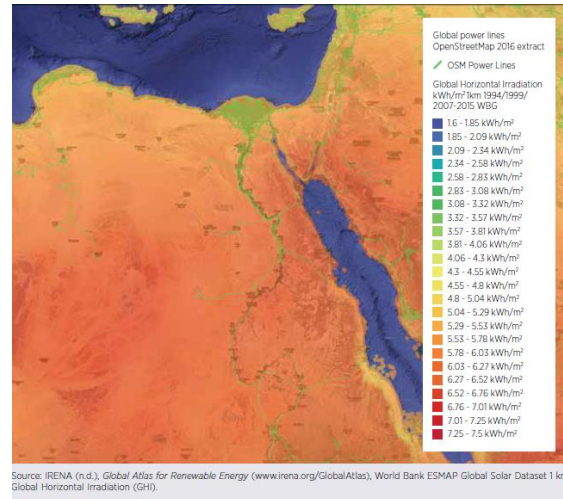 Global power lines
OpenStreetMap 2016 extract
OSM Power Lines
Global Horizontal Irradiation
kWh/m² 1km 1994/1999/
2007-2015 WBG
1.6 - 1.85 kWh/m²
1.85 - 2.09 kWh/m²
2.09 - 2.34 kWh/m²
2.34 - 2.58 kWh/m²
2.58 - 2.83 kWh/m²
2.83 - 3.08 kWh/m²
3.08 - 3.32 kWh/m²
3.32 - 3.57 kWh/m²
3.57 - 3.81 kWh/m²
3.81 - 4.06 kWh/m²
4.06 - 4.3 kWh/m²
4.3 - 4.55 kWh/m²
4.55 - 4.8 kWh/m²
4.8 - 5.04 kWh/m²
5.04 - 5.29 kWh/m²
5.29 - 5.53 kWh/m²
5.53 - 5.78 kWh/m²
5.78 - 6.03 kWh/m²
6.03 - 6.27 kWh/m²
6.27 - 6.52 kWh/m²
6.52 - 6.76 kWh/m²
6.76 - 7.01 kWh/m²
7.01 - 7.25 kWh/m²
7.25 - 7.5 kWh/m²
Source: IRENA (n.d.), Global Atlas for Renewable Energy (www.irena.org/GlobalAtlas), World Bank ESMAP Global Solar Dataset 1
Global Horizontal Irradiation (GHI).